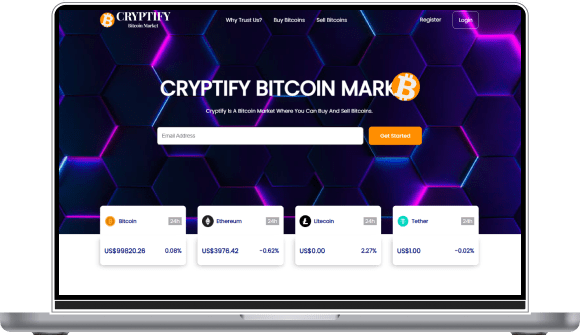 CRYPTIFY
Bitcoin Market
Why Trust Us? Buy Bitcoins Sell Bitcoins Register Login
CRYPTIFY BITCOIN MARK
Cryptify Is A Bitcoin Market Where You Can Buy And Sell Bitcoins.
Email Address Get Started
Bitcoin 24h Ethereum 24h Litecoin 24h Tether 24h
US$99820.26 0.08% US$3976.42 -0.62% US$0.00 2.27% US$1.00 -0.02%